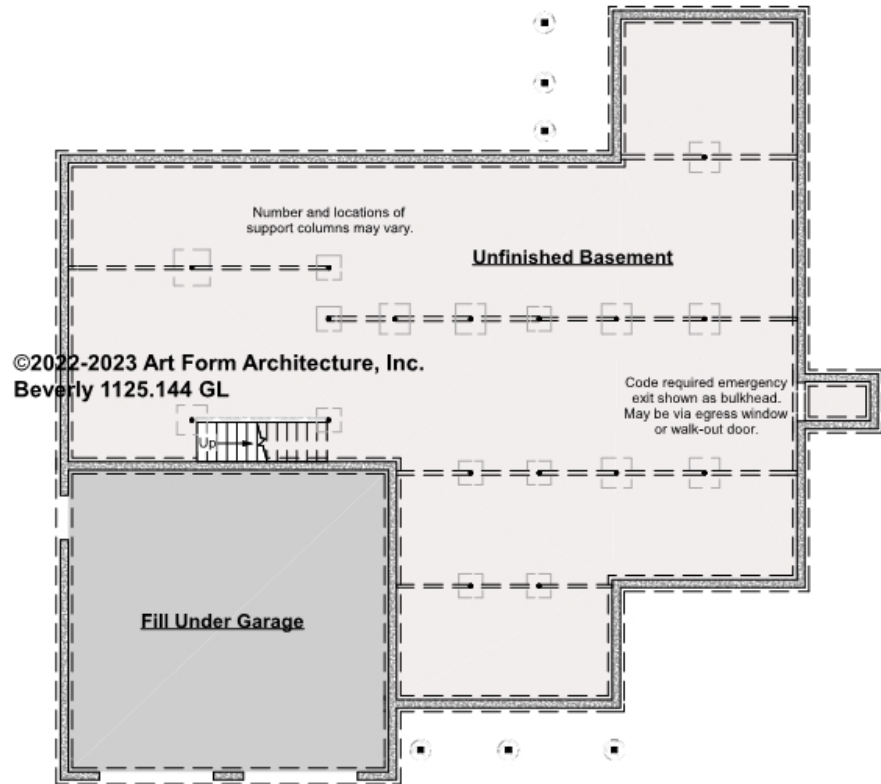 Number and locations of
support columns may vary.
Unfinished Basement
©2022-2023 Art Form Architecture, Inc.
Beverly 1125.144 GL
Code required emergency
exit shown as bulkhead.
May be via egress window
or walk-out door.
Up
Fill Under Garage